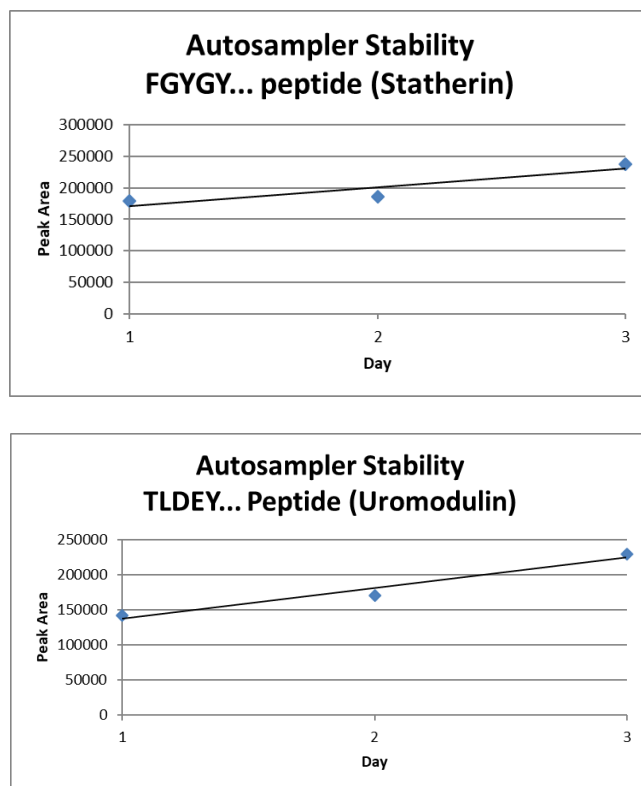 Autosampler Stability
FGYGY... peptide (Statherin)
300000
250000
200000
150000
100000
50000
0
Peak Area
1 2 3
Day
Autosampler Stability
TLDEY... Peptide (Uromodulin)
250000
200000
150000
100000
50000
0
Peak Area
1 2 3
Day